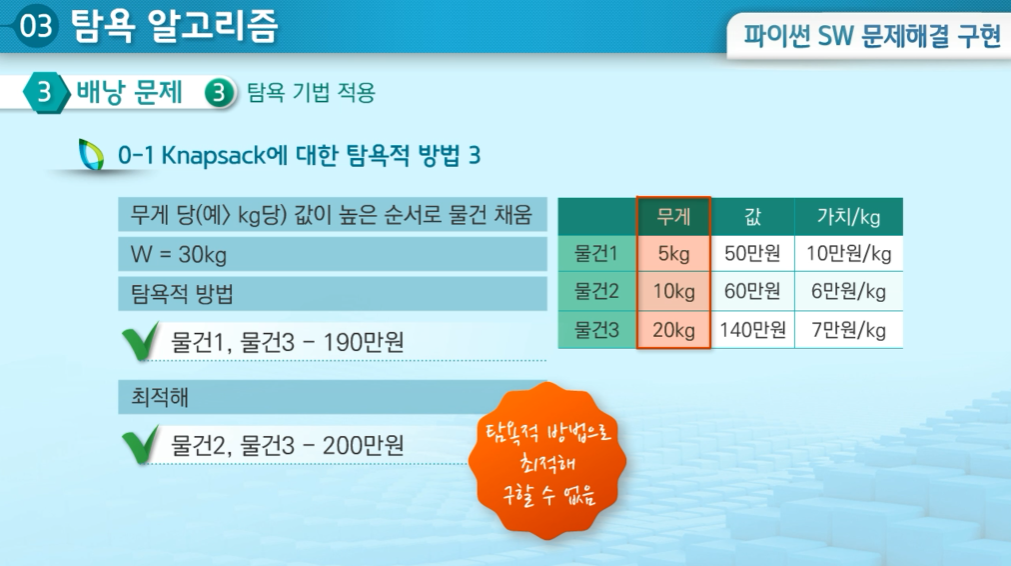 03 탐욕 알고리즘
파이썬 SW 문제해결 구현
3 배낭 문제 3 탐욕 기법 적용
0-1 Knapsack에 대한 탐욕적 방법 3
무게 당(예> kg당) 값이 높은 순서로 물건 채움
W = 30kg
탐욕적 방법
물건1, 물건3 - 190만원
최적해
물건2, 물건3 - 200만원
무게 값 가치/kg
물건1 5kg 50만원 10만원/kg
물건2 10kg 60만원 6만원/kg
물건3 20kg 140만원 7만원/kg
탐욕적 방법으로
최적해
구할 수 없음